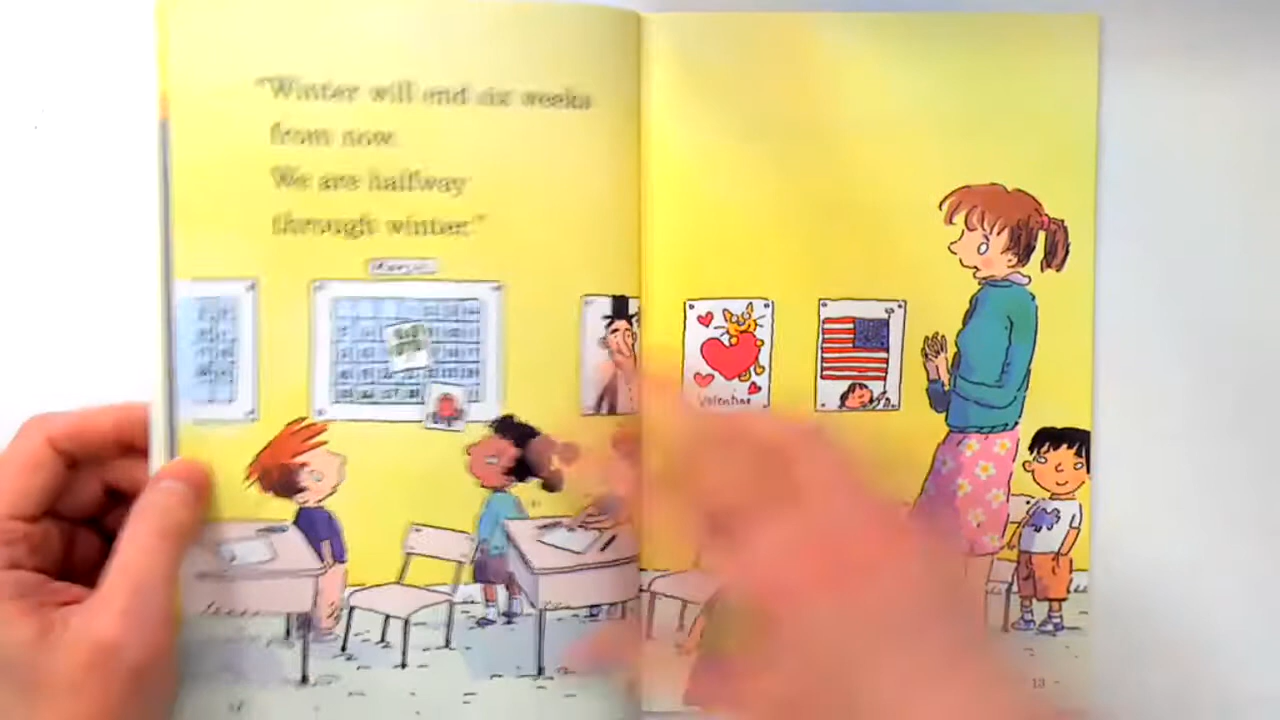 "Winter will end six weeks
from now.
We are halfway
through winter."
Valentine
13